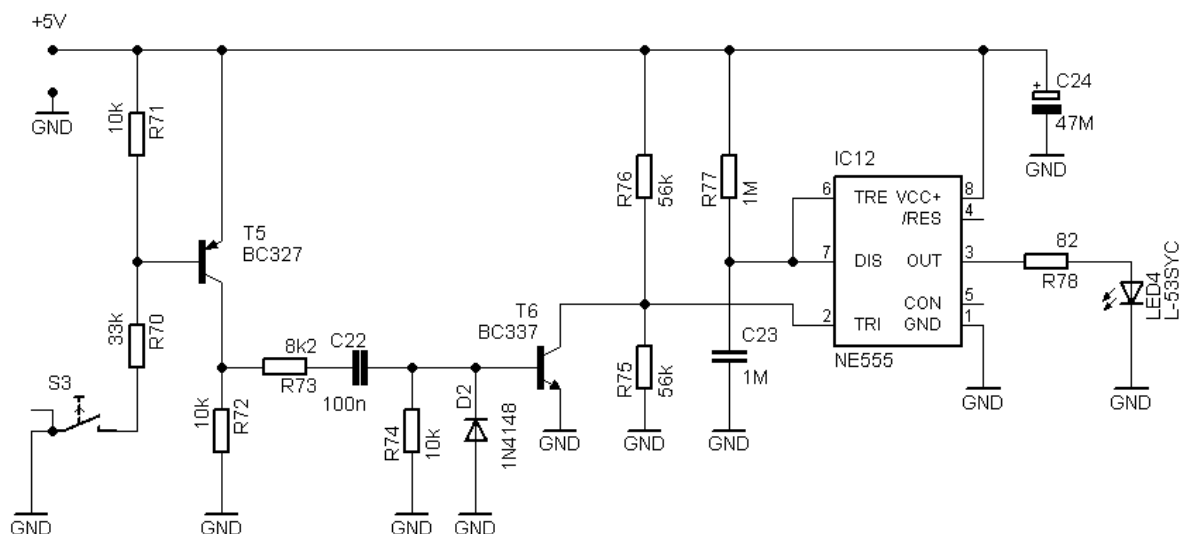 +5V
GND
10k
R71
T5
BC327
33k
R70
S3
GND
10k
R72
GND
8k2
R73
C22
100n
R74
10k
GND
D2
1N4148
GND
T6
BC337
GND
R76
56k
R75
56k
GND
R77
1M
C23
1M
GND
IC12
6
TRE
VCC+
8
/RES
4
7
DIS
OUT
3
CON
5
2
TRI
GND
1
NE555
GND
+
C24
47M
GND
82
R78
LED4
L-53SYC
GND